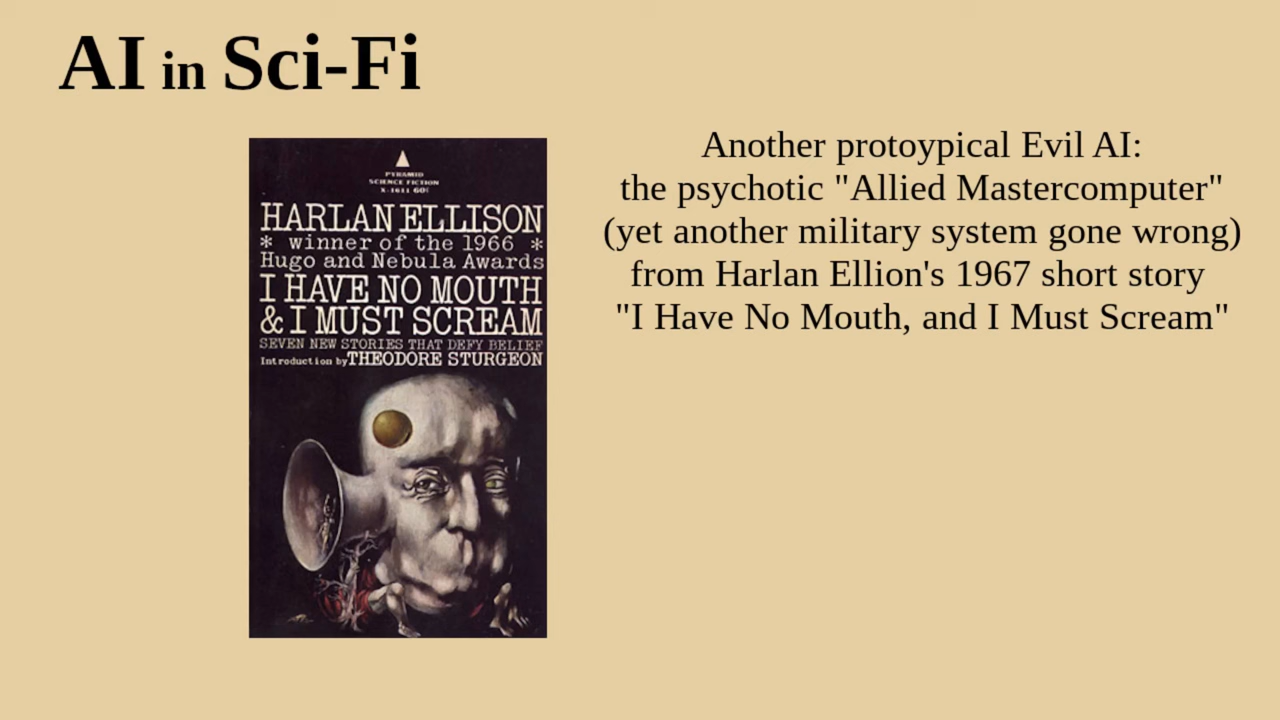 AI in Sci-Fi
PYRAMID
SCIENCE FICTION
X-1611 60¢
HARLAN ELLISON
* winner of the 1966 *
Hugo and Nebula Awards
I HAVE NO MOUTH
& I MUST SCREAM
SEVEN NEW STORIES THAT DEFY BELIEF
Introduction by THEODORE STURGEON
Another protoypical Evil AI:
the psychotic "Allied Mastercomputer"
(yet another military system gone wrong)
from Harlan Ellion's 1967 short story
"I Have No Mouth, and I Must Scream"